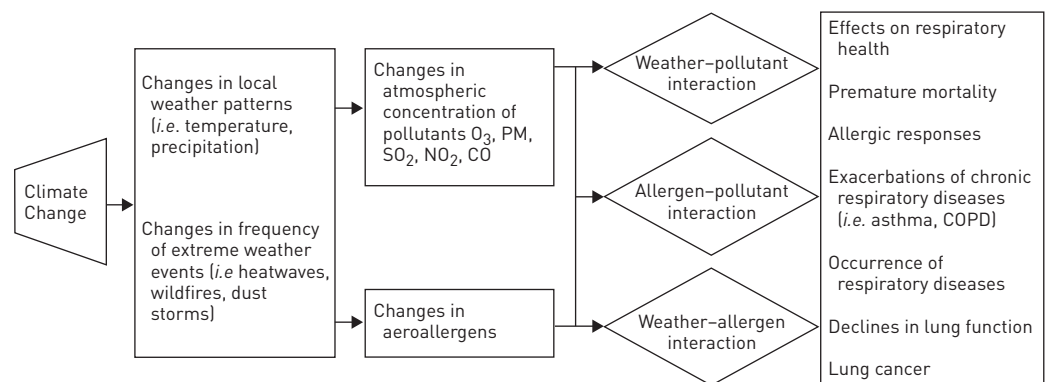 Climate
Change
Changes in local
weather patterns
(i.e. temperature,
precipitation)
Changes in frequency
of extreme weather
events (i.e heatwaves,
wildfires, dust
storms)
Changes in
atmospheric
concentration of
pollutants O₃, PM,
SO₂, NO₂, CO
Changes in
aeroallergens
Weather–pollutant
interaction
Allergen–pollutant
interaction
Weather–allergen
interaction
Effects on respiratory
health
Premature mortality
Allergic responses
Exacerbations of chronic
respiratory diseases
(i.e. asthma, COPD)
Occurrence of
respiratory diseases
Declines in lung function
Lung cancer